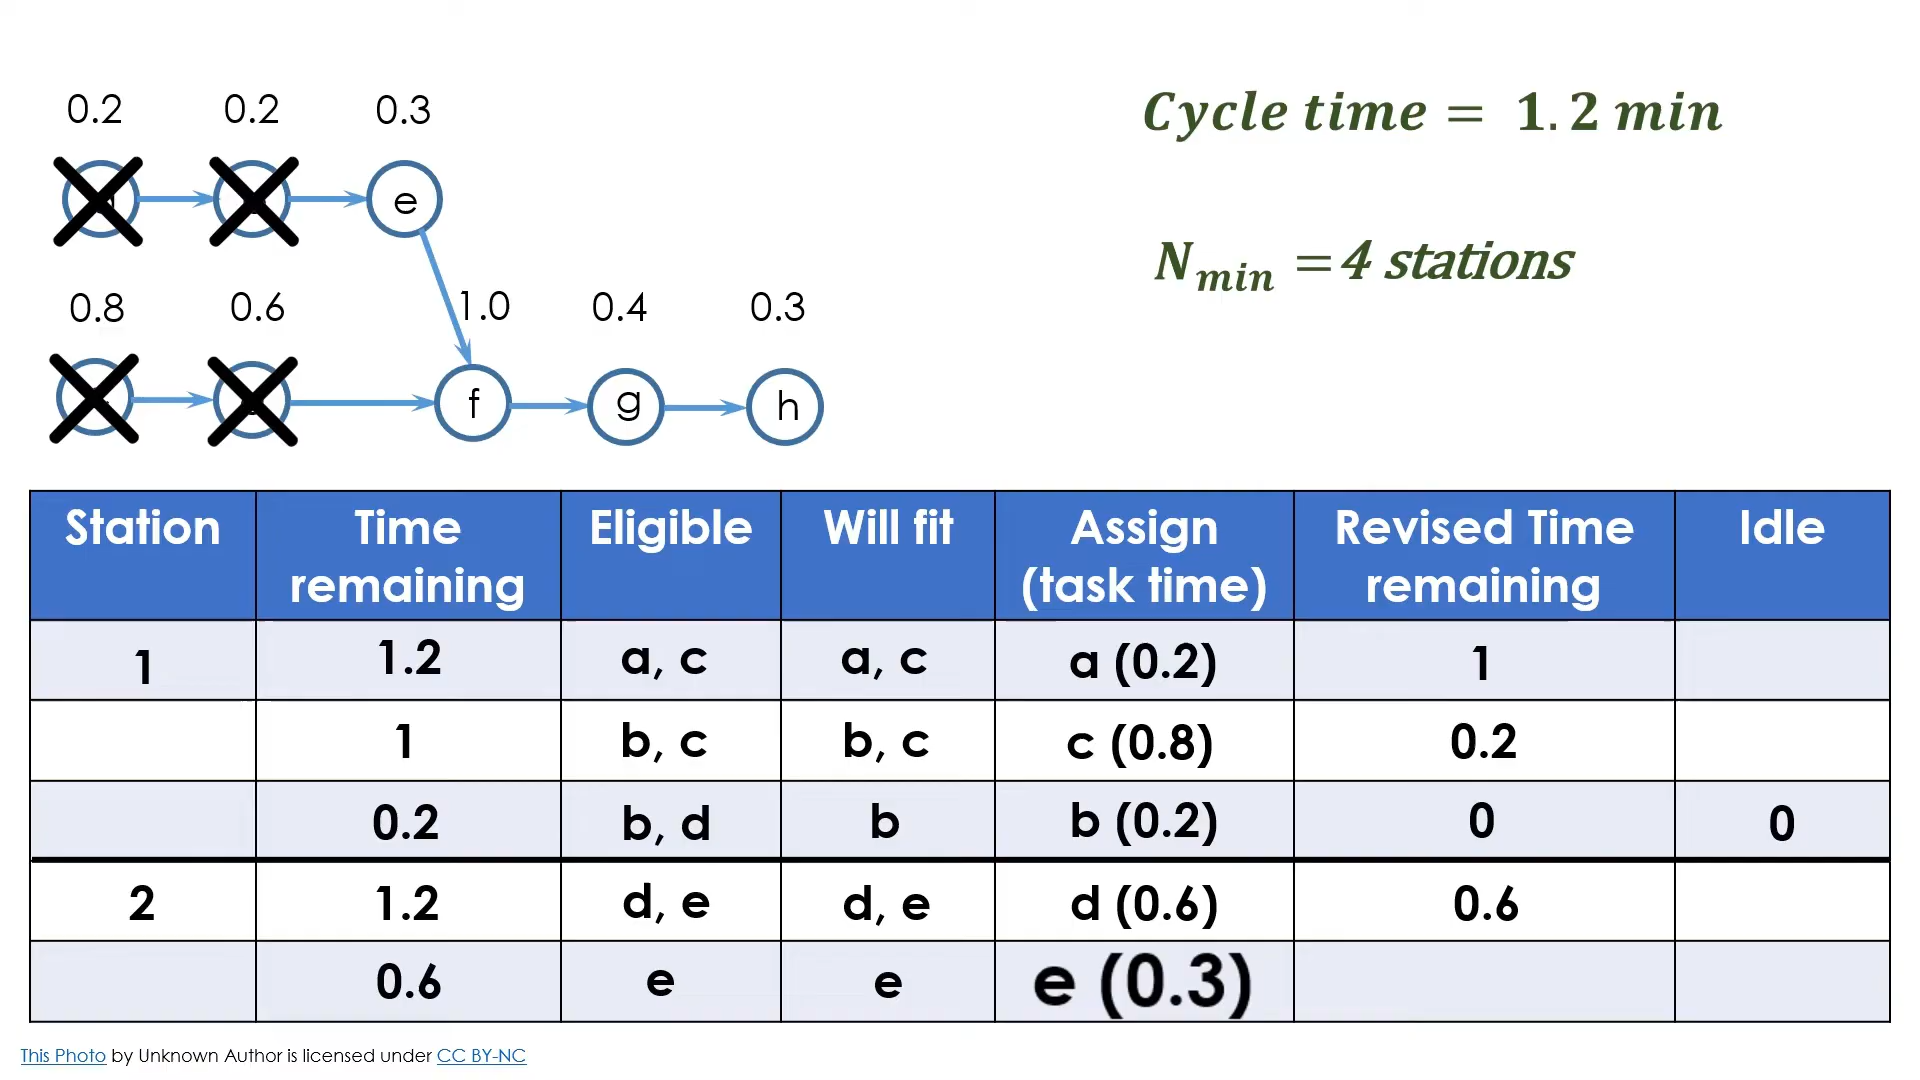 0.2 0.2 0.3
e
0.8 0.6 1.0 0.4 0.3
f g h
Cycle time = 1.2 min
Nmin =4 stations
Station Time remaining Eligible Will fit Assign (task time) Revised Time remaining Idle
1 1.2 a, c a, c a (0.2) 1
1 b, c b, c c (0.8) 0.2
0.2 b, d b b (0.2) 0 0
2 1.2 d, e d, e d (0.6) 0.6
0.6 e e e (0.3)
This Photo by Unknown Author is licensed under CC BY-NC